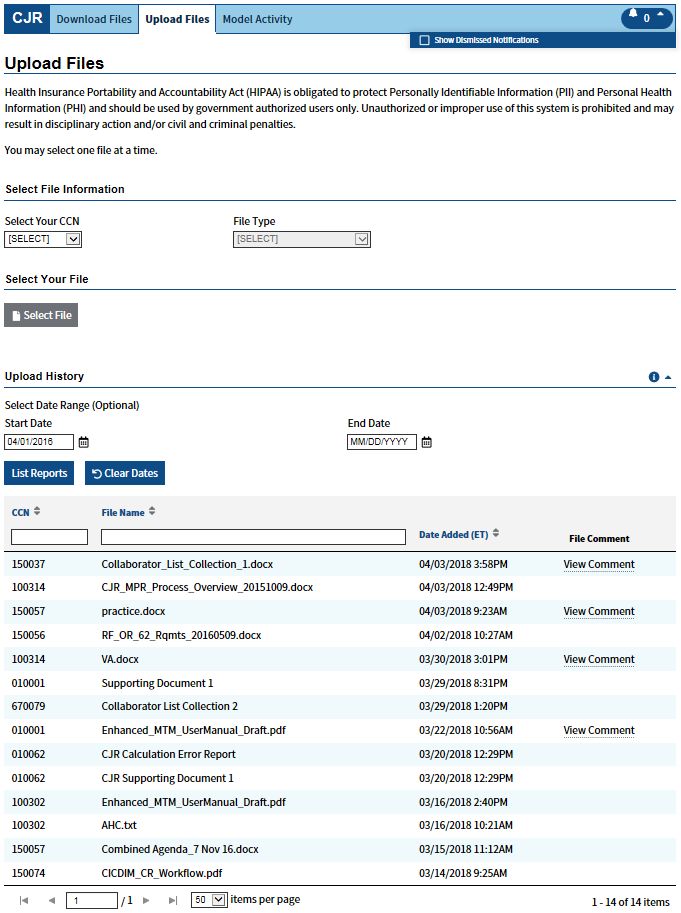 CJR Download Files Upload Files Model Activity 0
Show Dismissed Notifications
Upload Files
Health Insurance Portability and Accountability Act (HIPAA) is obligated to protect Personally Identifiable Information (PII) and Personal Health
Information (PHI) and should be used by government authorized users only. Unauthorized or improper use of this system is prohibited and may
result in disciplinary action and/or civil and criminal penalties.
You may select one file at a time.
Select File Information
Select Your CCN File Type
[SELECT] [SELECT]
Select Your File
Select File
Upload History
Select Date Range (Optional)
Start Date End Date
04/01/2016 MM/DD/YYYY
List Reports Clear Dates
CCN File Name
Date Added (ET) File Comment
150037 Collaborator_List_Collection_1.docx 04/03/2018 3:58PM View Comment
100314 CJR_MPR_Process_Overview_20151009.docx 04/03/2018 12:49PM
150057 practice.docx 04/03/2018 9:23AM View Comment
150056 RF_OR_62_Rqmts_20160509.docx 04/02/2018 10:27AM
100314 VA.docx 03/30/2018 3:01PM View Comment
010001 Supporting Document 1 03/29/2018 8:31PM
670079 Collaborator List Collection 2 03/29/2018 1:20PM
010001 Enhanced_MTM_UserManual_Draft.pdf 03/22/2018 10:56AM View Comment
010062 CJR Calculation Error Report 03/20/2018 12:29PM
010062 CJR Supporting Document 1 03/20/2018 12:29PM
100302 Enhanced_MTM_UserManual_Draft.pdf 03/16/2018 2:40PM
100302 AHC.txt 03/16/2018 10:21AM
150057 Combined Agenda_7 Nov 16.docx 03/15/2018 11:12AM
150074 CICDIM_CR_Workflow.pdf 03/14/2018 9:25AM
1 / 1 50 items per page 1 - 14 of 14 items